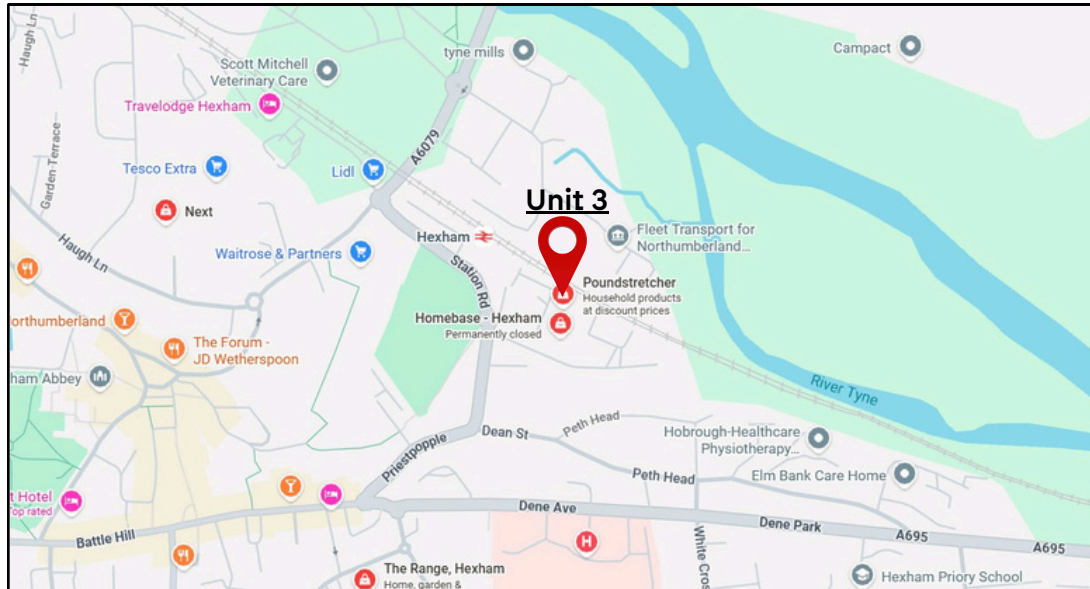 Haugh Ln
Scott Mitchell
Veterinary Care
tyne mills
Campact
Travelodge Hexham
A6079
Garden Terrace
Tesco Extra
Lidl
Next
Unit 3
Hexham
Fleet Transport for
Northumberland...
Haugh Ln
Waitrose & Partners
Station Rd
Poundstretcher
Household products
at discount prices
Homebase - Hexham
Permanently closed
orthumberland
The Forum -
JD Wetherspoon
ham Abbey
River Tyne
Priestpopple
Dean St
Peth Head
Hobrough-Healthcare
Physiotherapy...
Peth Head
Elm Bank Care Home
t Hotel
Top rated
Battle Hill
Dene Ave
H
Dene Park
A695
A695
White Cros
The Range, Hexham
Home, garden &
Hexham Priory School